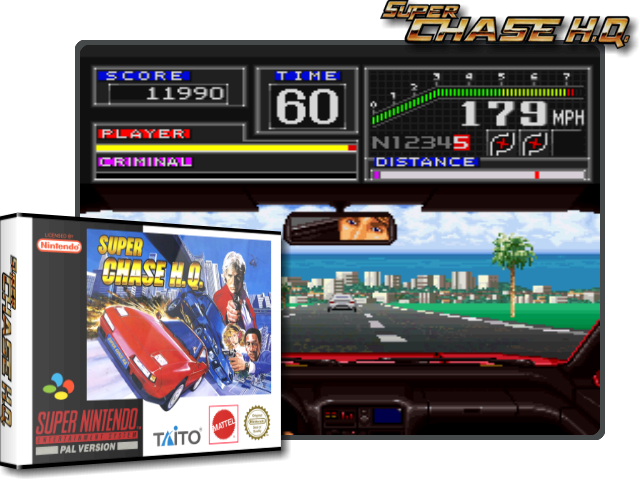 SUPER
CHASE H.Q.
SCORE
11990
TIME
60
PLAYER
CRIMINAL
0 1 2 3 4 5 6 7
179 MPH
N12345
DISTANCE
LICENSED BY
Nintendo
SUPER
CHASE H.Q.
SUPER
CHASE H.Q.
SUPER NINTENDO
ENTERTAINMENT SYSTEM
PAL VERSION
TAITO
MATTEL